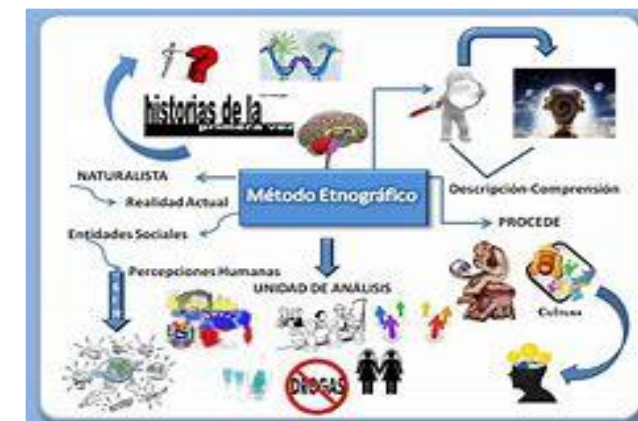 historias de la
primera vez
NATURALISTA
Realidad Actual
Entidades Sociales
Percepciones Humanas
Método Etnográfico
Descripción-Comprensión
PROCEDE
UNIDAD DE ANÁLISIS
Cultura
DROGAS